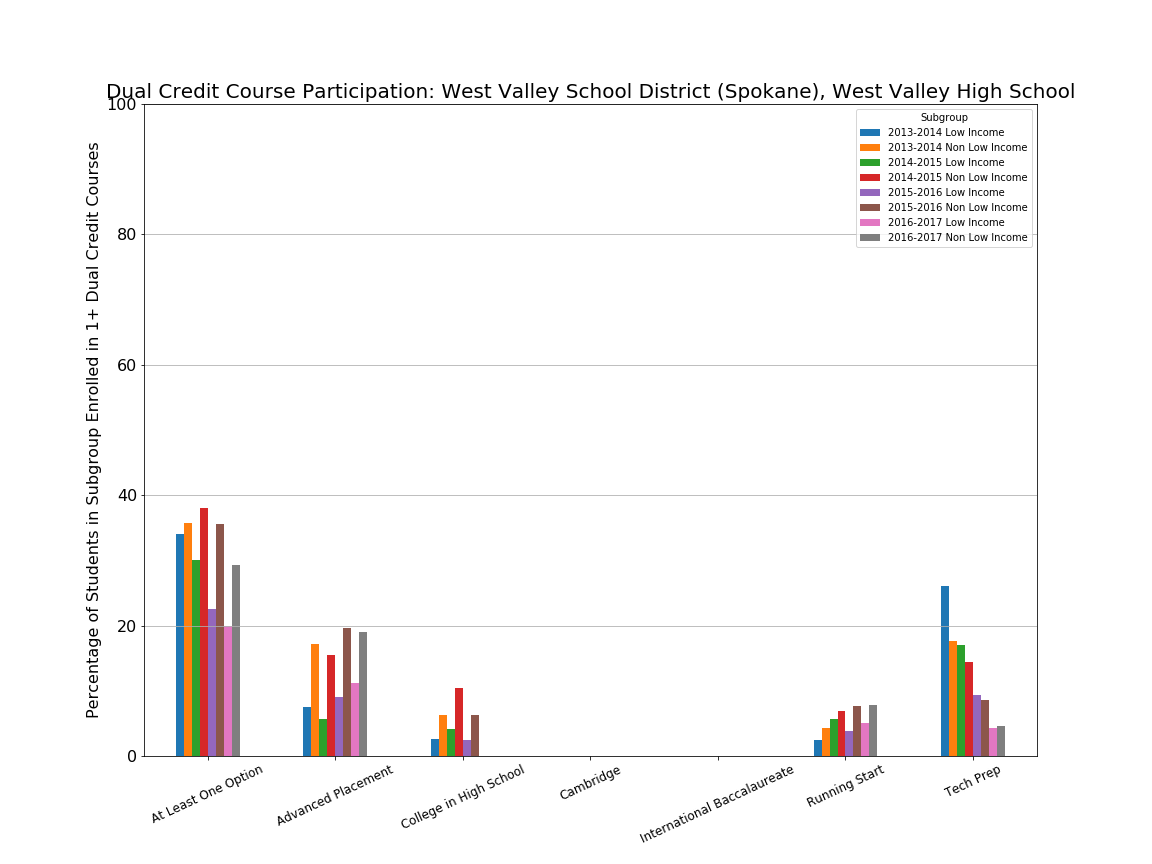 Dual Credit Course Participation: West Valley School District (Spokane), West Valley High School
Percentage of Students in Subgroup Enrolled in 1+ Dual Credit Courses
100
80
60
40
20
0
Subgroup
2013-2014 Low Income
2013-2014 Non Low Income
2014-2015 Low Income
2014-2015 Non Low Income
2015-2016 Low Income
2015-2016 Non Low Income
2016-2017 Low Income
2016-2017 Non Low Income
At Least One Option
Advanced Placement
College in High School
Cambridge
International Baccalaureate
Running Start
Tech Prep